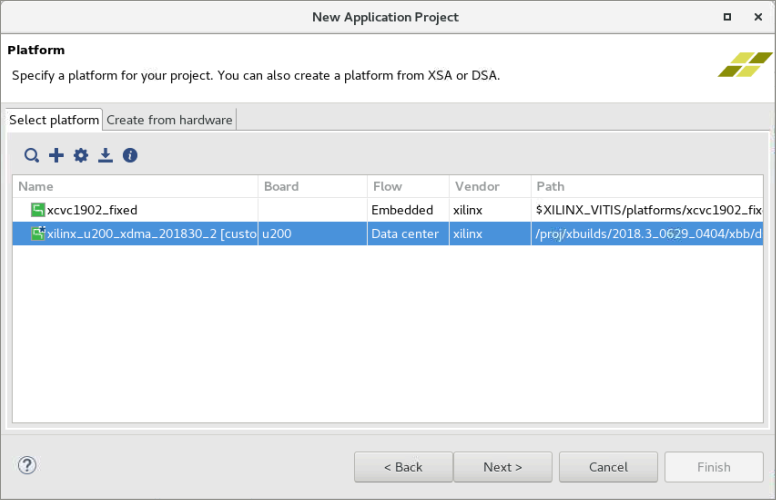 New Application Project
Platform
Specify a platform for your project. You can also create a platform from XSA or DSA.
Select platform Create from hardware
Name Board Flow Vendor Path
xcvc1902_fixed Embedded xilinx $XILINX_VITIS/platforms/xcvc1902_fix
xilinx_u200_xdma_201830_2 [custo u200 Data center xilinx /proj/xbuilds/2018.3_0629_0404/xbb/d
< Back Next > Cancel Finish